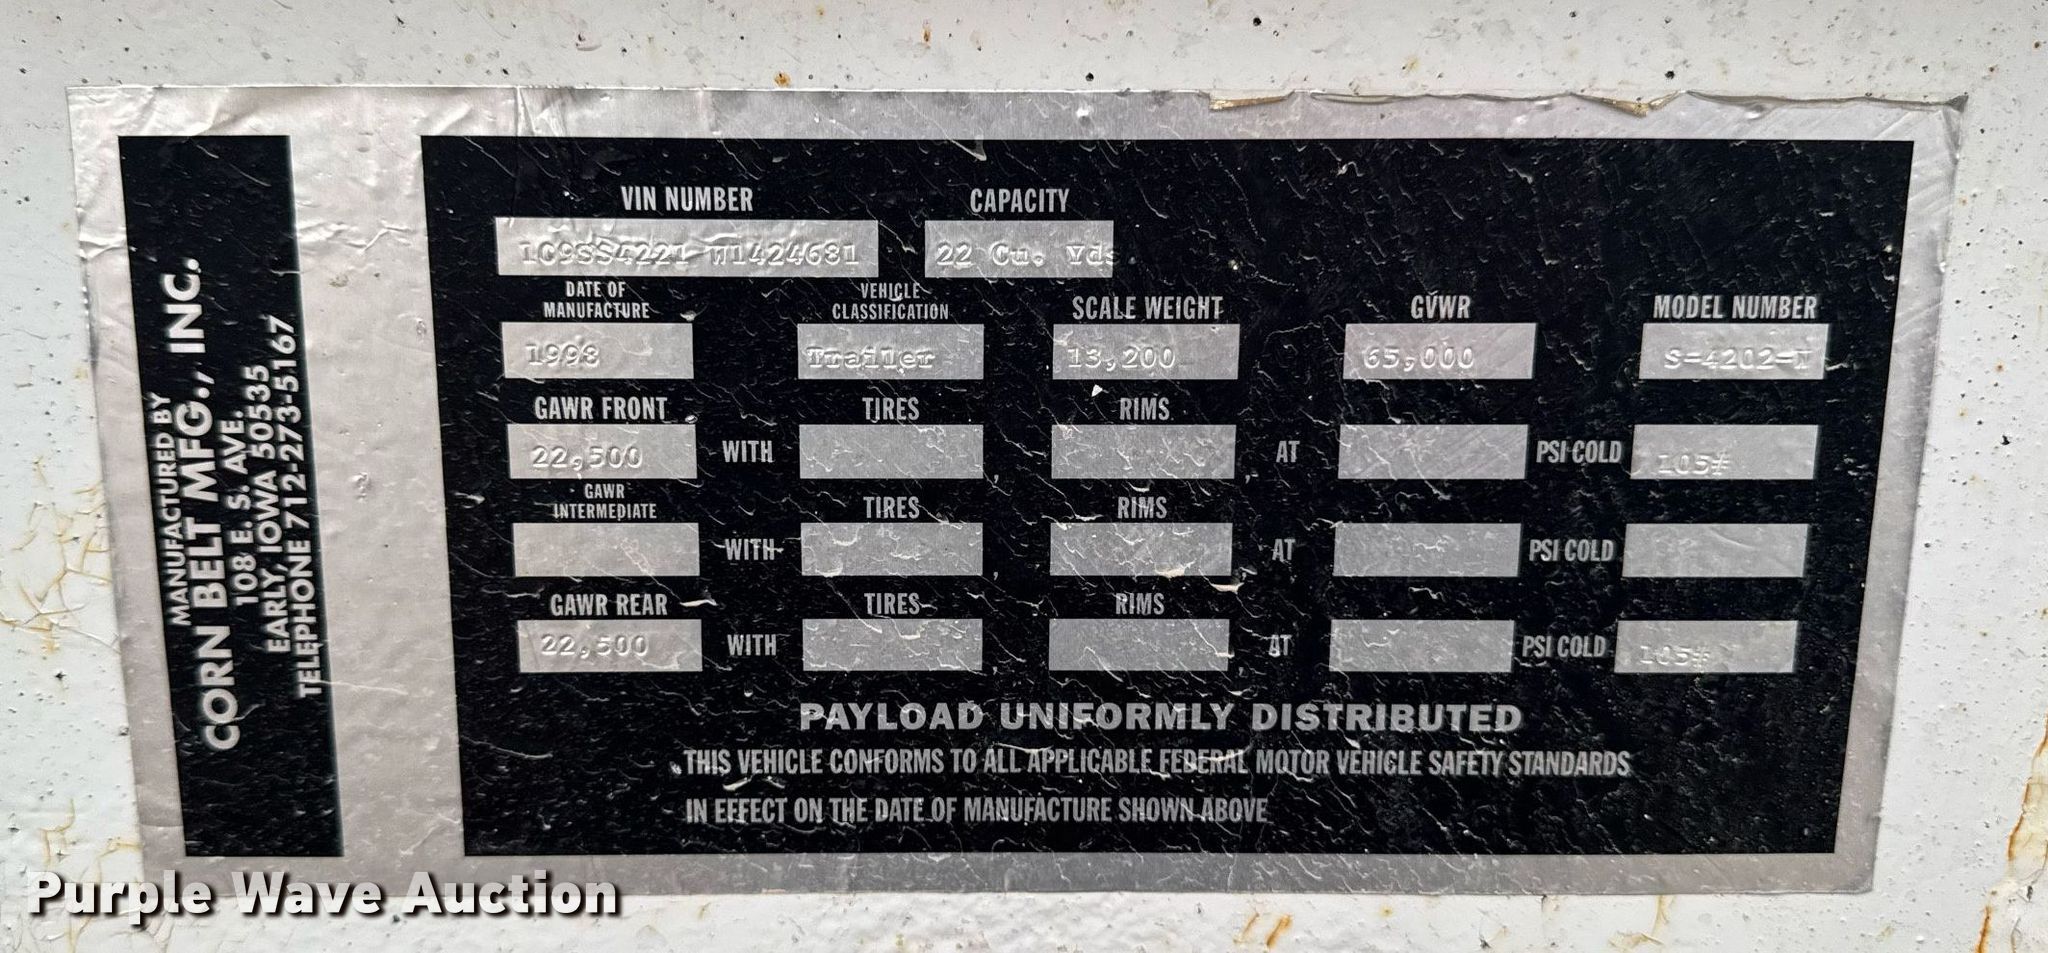 MANUFACTURED BY
CORN BELT MFG., INC.
108 E. S. AVE.
EARLY, IOWA 50535
TELEPHONE 712-273-5167
VIN NUMBER CAPACITY
1C9SS4221 W1424681 22 Cu. Yds.
DATE OF MANUFACTURE VEHICLE CLASSIFICATION SCALE WEIGHT GVWR MODEL NUMBER
1998 Trailer 13,200 65,000
GAWR FRONT TIRES RIMS
22,500 WITH , , AT PSI COLD 105#
GAWR INTERMEDIATE TIRES RIMS
WITH , , AT PSI COLD
GAWR REAR TIRES RIMS
22,500 WITH , , AT PSI COLD 105#
PAYLOAD UNIFORMLY DISTRIBUTED
THIS VEHICLE CONFORMS TO ALL APPLICABLE FEDERAL MOTOR VEHICLE SAFETY STANDARDS
IN EFFECT ON THE DATE OF MANUFACTURE SHOWN ABOVE
Purple Wave Auction